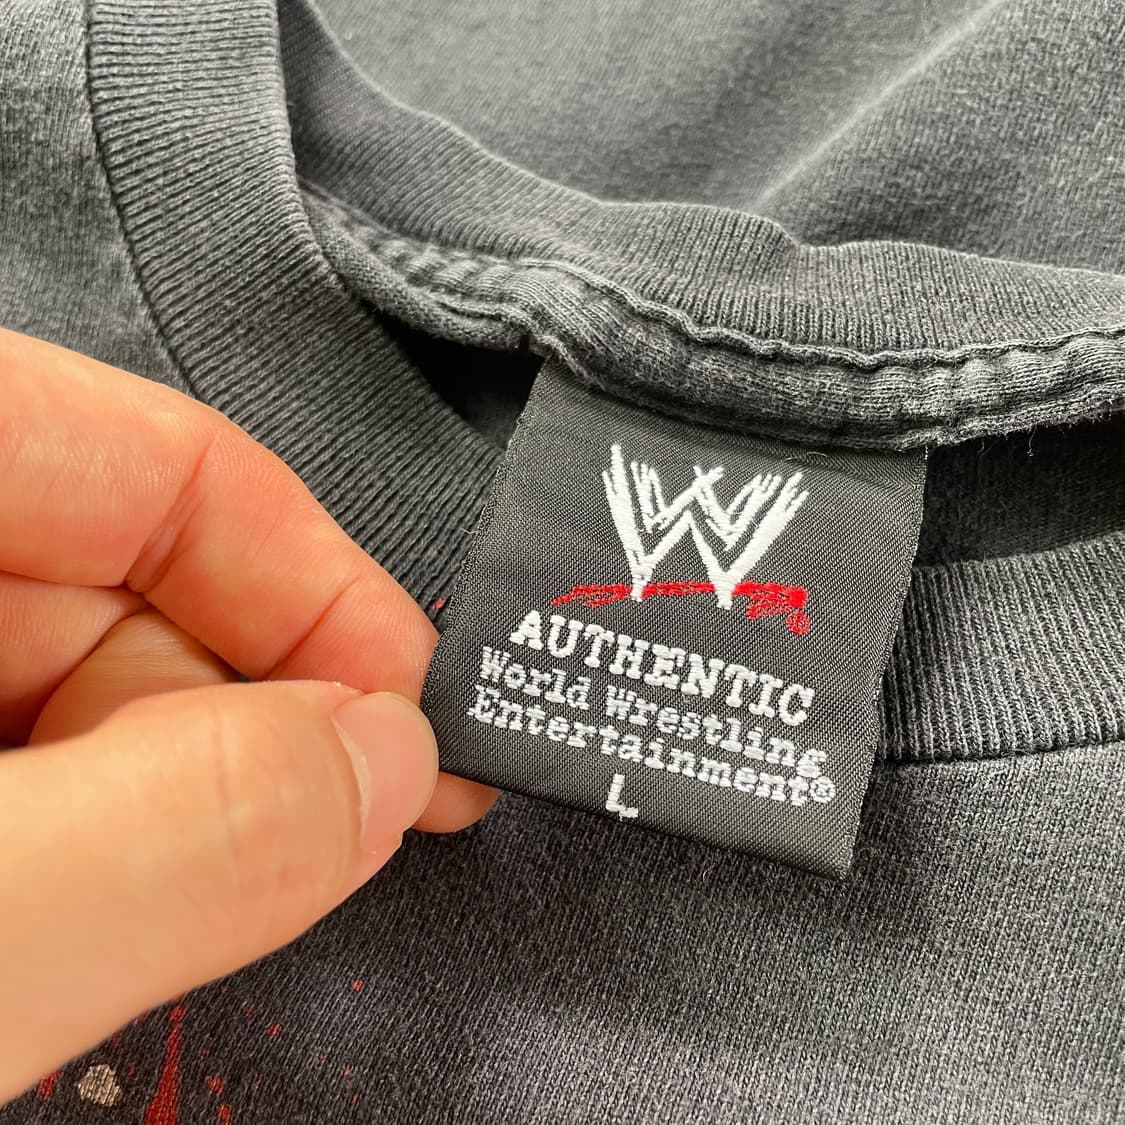 W
AUTHENTIC
World Wrestling
Entertainment®
L